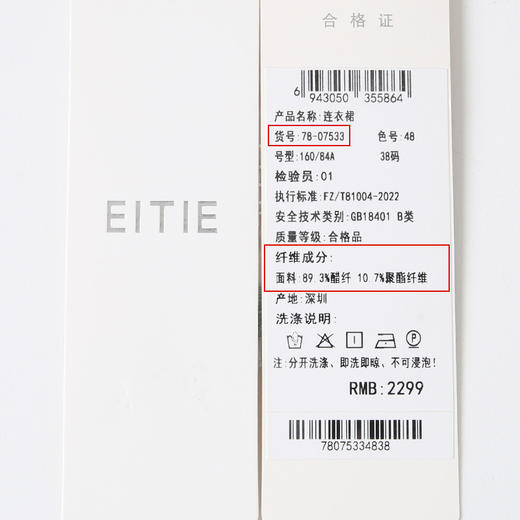 EITIE
合格证
6 943050 355864
产品名称:连衣裙
货号:78-07533 色号:48
号型:160/84A 38码
检验员:01
执行标准:FZ/T81004-2022
安全技术类别:GB18401 B类
质量等级:合格品
纤维成分:
面料:89 3%醋纤 10 7%聚酯纤维
产地:深圳
洗涤说明:
注:分开洗涤、即洗即晾、不可浸泡!
RMB:2299
78075334838